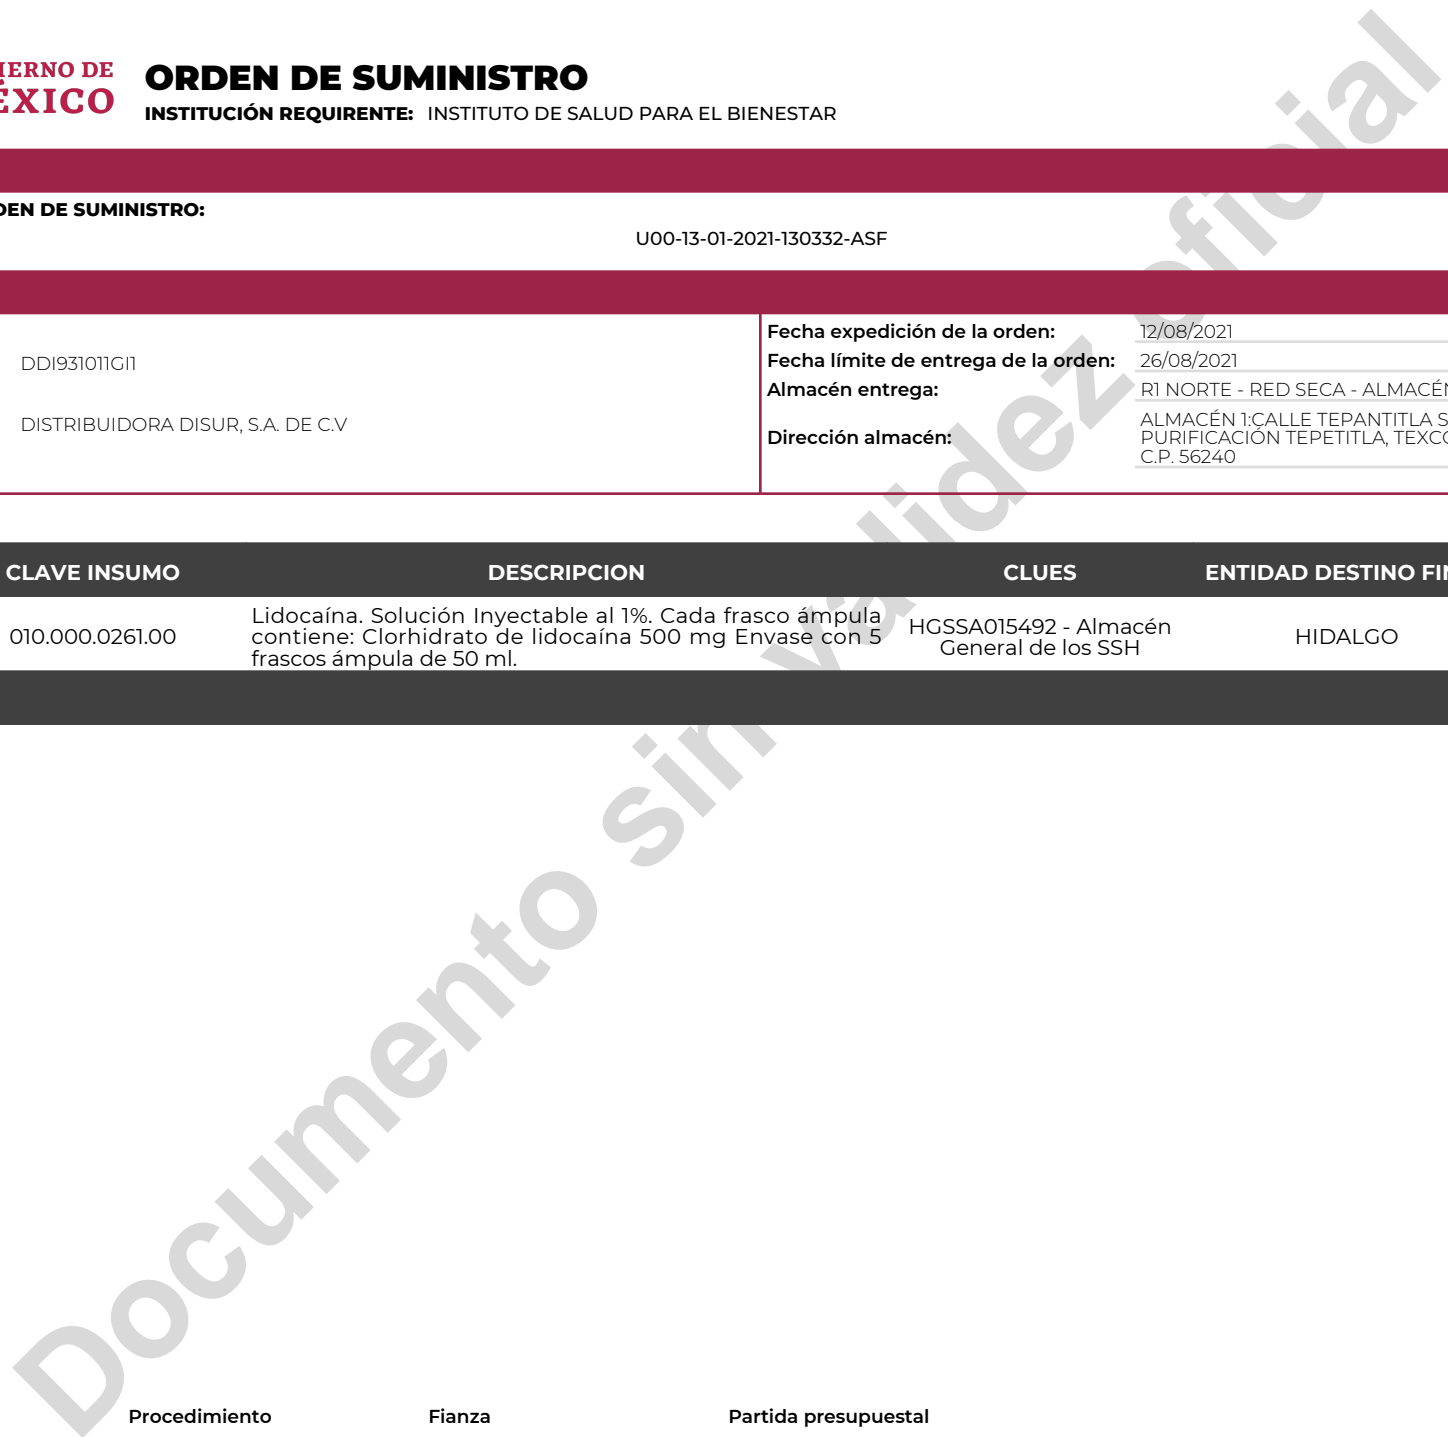 IERNO DE
ÉXICO
ORDEN DE SUMINISTRO
INSTITUCIÓN REQUIRENTE: INSTITUTO DE SALUD PARA EL BIENESTAR
DEN DE SUMINISTRO:
U00-13-01-2021-130332-ASF
DDI931011GI1
DISTRIBUIDORA DISUR, S.A. DE C.V
Fecha expedición de la orden: 12/08/2021
Fecha límite de entrega de la orden: 26/08/2021
Almacén entrega: R1 NORTE - RED SECA - ALMACÉN
Dirección almacén: ALMACÉN 1:CALLE TEPANTITLA S
PURIFICACIÓN TEPETITLA, TEXCO
C.P. 56240
CLAVE INSUMO DESCRIPCION CLUES ENTIDAD DESTINO FIN
010.000.0261.00
Lidocaína. Solución Inyectable al 1%. Cada frasco ámpula
contiene: Clorhidrato de lidocaína 500 mg Envase con 5
frascos ámpula de 50 ml.
HGSSA015492 - Almacén
General de los SSH
HIDALGO
Documento sin validez oficial
Procedimiento Fianza Partida presupuestal